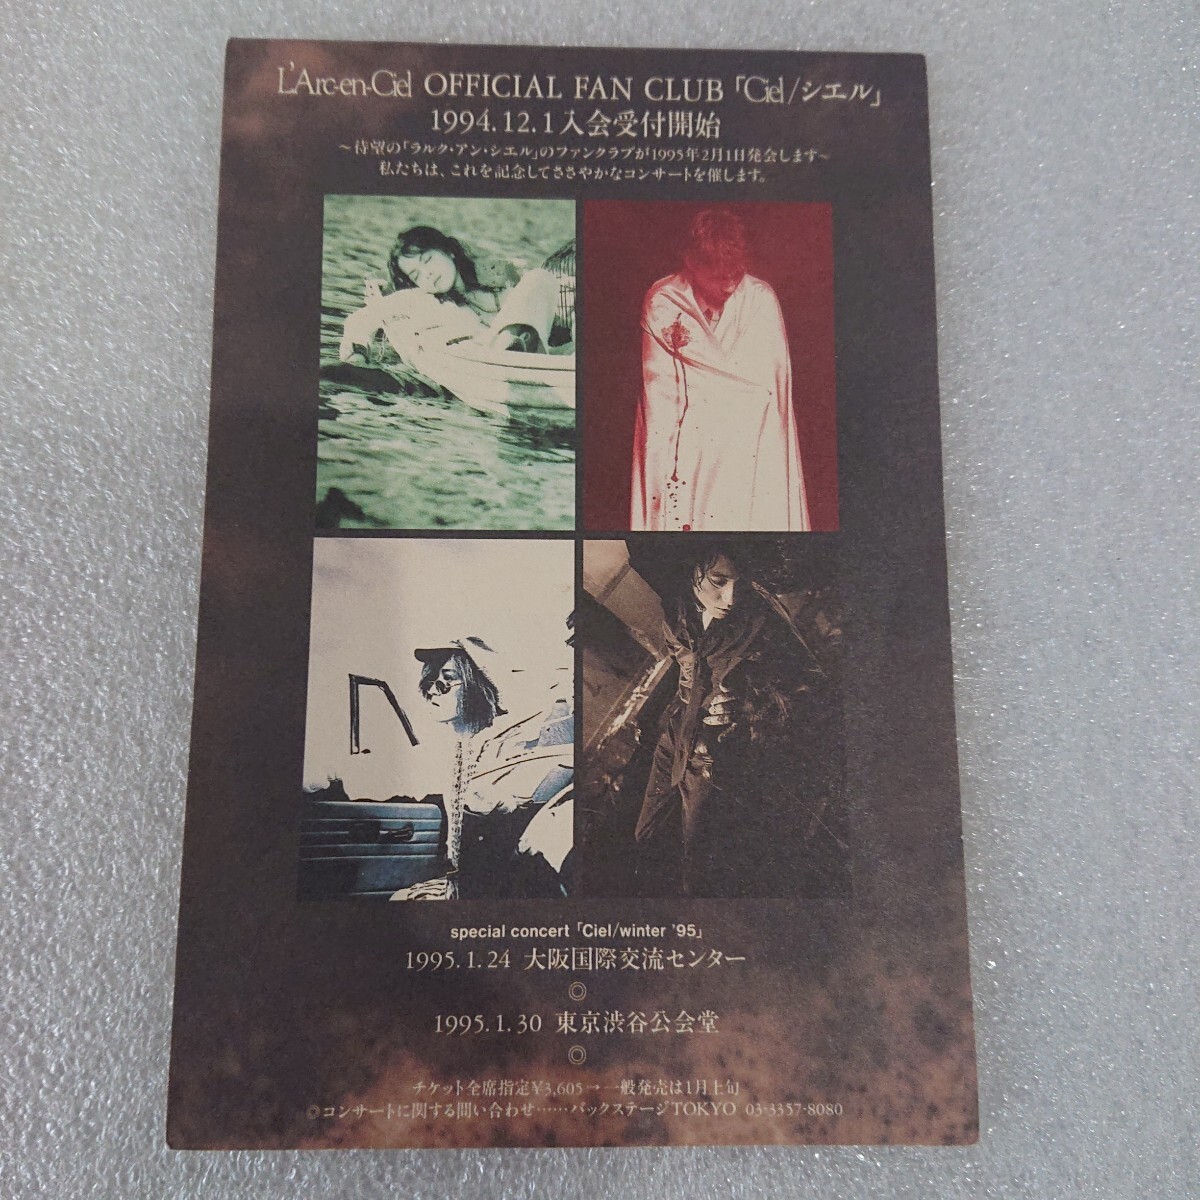 L'Arc-en-Ciel OFFICIAL FAN CLUB「Ciel/シエル」
1994.12.1入会受付開始
～待望の「ラルク・アン・シエル」のファンクラブが1995年2月1日発会します～
私たちは、これを記念してささやかなコンサートを催します。
special concert「Ciel/winter '95」
1995.1.24 大阪国際交流センター
◎
1995.1.30 東京渋谷公会堂
◎
チケット全席指定¥3,605→一般発売は1月上旬
◎コンサートに関する問い合わせ……バックステージTOKYO 03-3357-8080